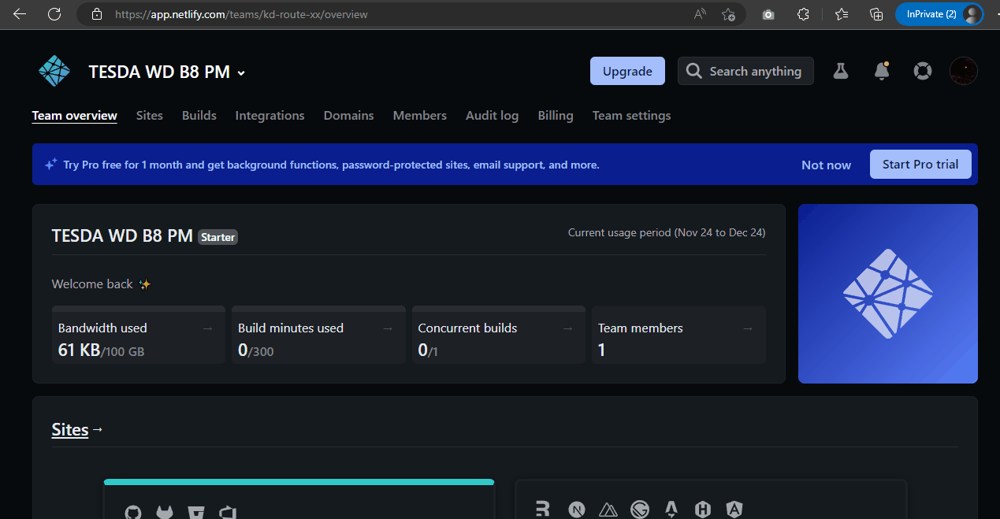 https://app.netlify.com/teams/kd-route-xx/overview
InPrivate (2)
TESDA WD B8 PM
Upgrade
Search anything
Team overview Sites Builds Integrations Domains Members Audit log Billing Team settings
Try Pro free for 1 month and get background functions, password-protected sites, email support, and more.
Not now
Start Pro trial
TESDA WD B8 PM Starter
Current usage period (Nov 24 to Dec 24)
Welcome back ✨
Bandwidth used →
61 KB/100 GB
Build minutes used →
0/300
Concurrent builds →
0/1
Team members →
1
Sites →